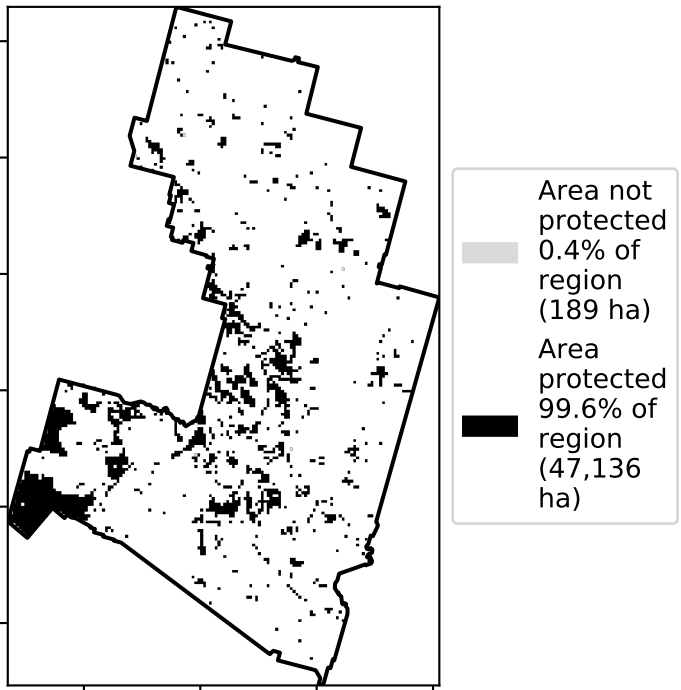 Area not
protected
0.4% of
region
(189 ha)
Area
protected
99.6% of
region
(47,136
ha)